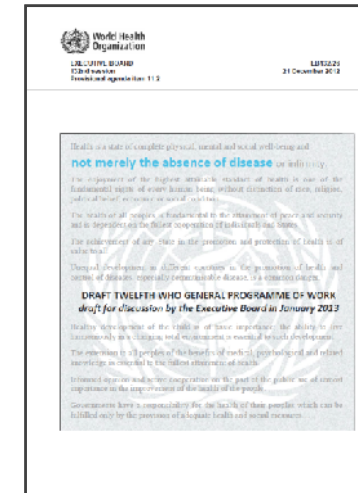 World Health
Organization
EXECUTIVE BOARD EB132/26
132nd session 21 December 2012
Provisional agenda item 11.2
Health is a state of complete physical, mental and social well-being and
not merely the absence of disease or infirmity.
The enjoyment of the highest attainable standard of health is one of the
fundamental rights of every human being without distinction of race, religion,
political belief, economic or social condition.
The health of all peoples is fundamental to the attainment of peace and security
and is dependent on the fullest cooperation of individuals and States.
The achievement of any State in the promotion and protection of health is of
value to all.
Unequal development in different countries in the promotion of health and
control of diseases, especially communicable disease, is a common danger.
DRAFT TWELFTH WHO GENERAL PROGRAMME OF WORK
draft for discussion by the Executive Board in January 2013
Healthy development of the child is of basic importance; the ability to live
harmoniously in a changing total environment is essential to such development.
The extension to all peoples of the benefits of medical, psychological and related
knowledge is essential to the fullest attainment of health.
Informed opinion and active cooperation on the part of the public are of utmost
importance in the improvement of the health of the people.
Governments have a responsibility for the health of their peoples which can be
fulfilled only by the provision of adequate health and social measures.